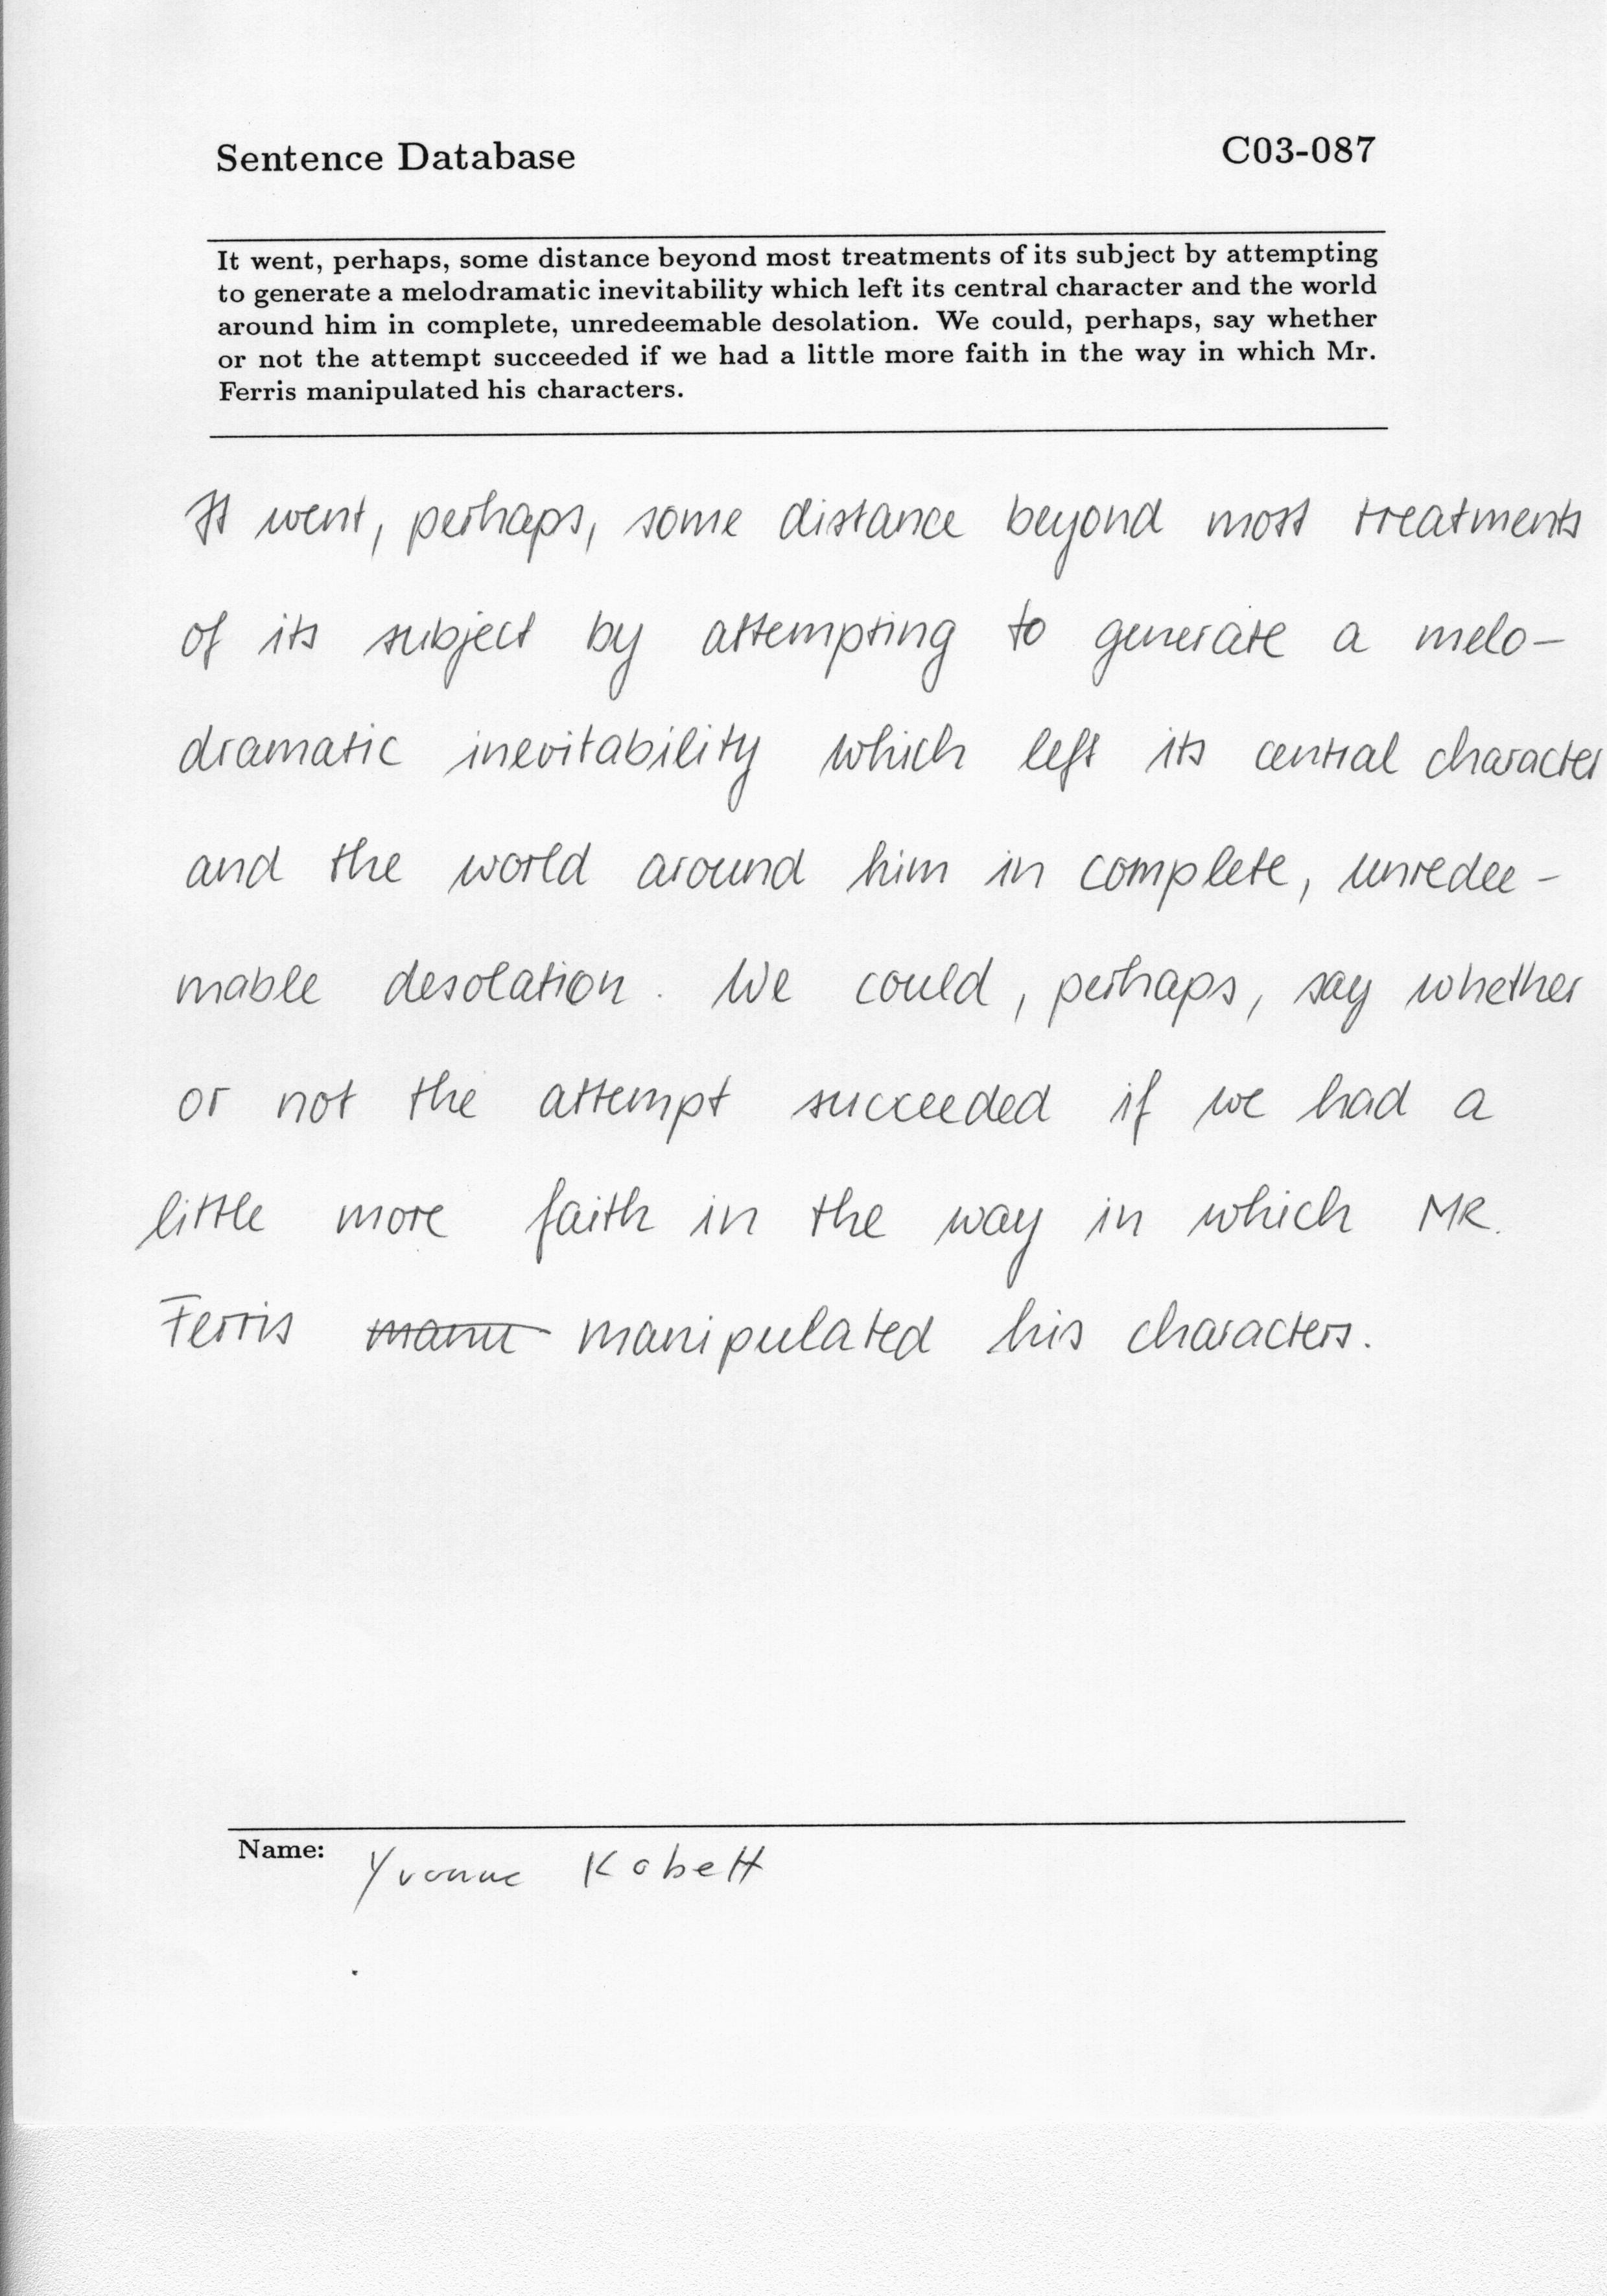 Sentence Database
C03-087
It went, perhaps, some distance beyond most treatments of its subject by attempting
to generate a melodramatic inevitability which left its central character and the world
around him in complete, unredeemable desolation. We could, perhaps, say whether
or not the attempt succeeded if we had a little more faith in the way in which Mr.
Ferris manipulated his characters.
It went, perhaps, some distance beyond most treatments
of its subject by attempting to generate a melo-
dramatic inevitability which left its central character
and the world around him in complete, unredee-
mable desolation. We could, perhaps, say whether
or not the attempt succeeded if we had a
little more faith in the way in which MR.
Ferris manipulated his characters.
Name:
Yvonne Kobett